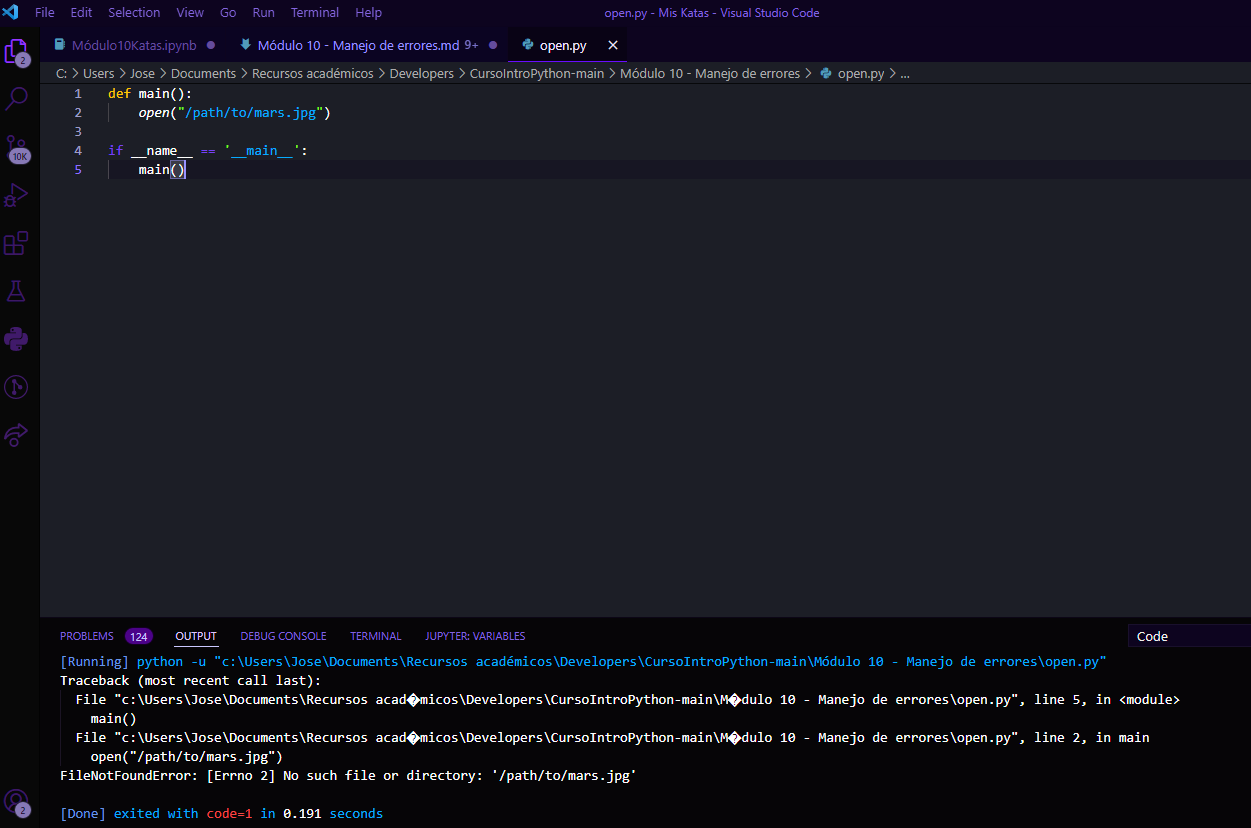 File Edit Selection View Go Run Terminal Help open.py - Mis Katas - Visual Studio Code
Módulo10Katas.ipynb Módulo 10 - Manejo de errores.md 9+ open.py
C: > Users > Jose > Documents > Recursos académicos > Developers > CursoIntroPython-main > Módulo 10 - Manejo de errores > open.py > ...
1 def main():
2 open("/path/to/mars.jpg")
3
4 if __name__ == '__main__':
5 main()
2
10K
PROBLEMS 124 OUTPUT DEBUG CONSOLE TERMINAL JUPYTER: VARIABLES Code
[Running] python -u "c:\Users\Jose\Documents\Recursos académicos\Developers\CursoIntroPython-main\Módulo 10 - Manejo de errores\open.py"
Traceback (most recent call last):
File "c:\Users\Jose\Documents\Recursos acad�micos\Developers\CursoIntroPython-main\M�dulo 10 - Manejo de errores\open.py", line 5, in <module>
main()
File "c:\Users\Jose\Documents\Recursos acad�micos\Developers\CursoIntroPython-main\M�dulo 10 - Manejo de errores\open.py", line 2, in main
open("/path/to/mars.jpg")
FileNotFoundError: [Errno 2] No such file or directory: '/path/to/mars.jpg'
[Done] exited with code=1 in 0.191 seconds
2